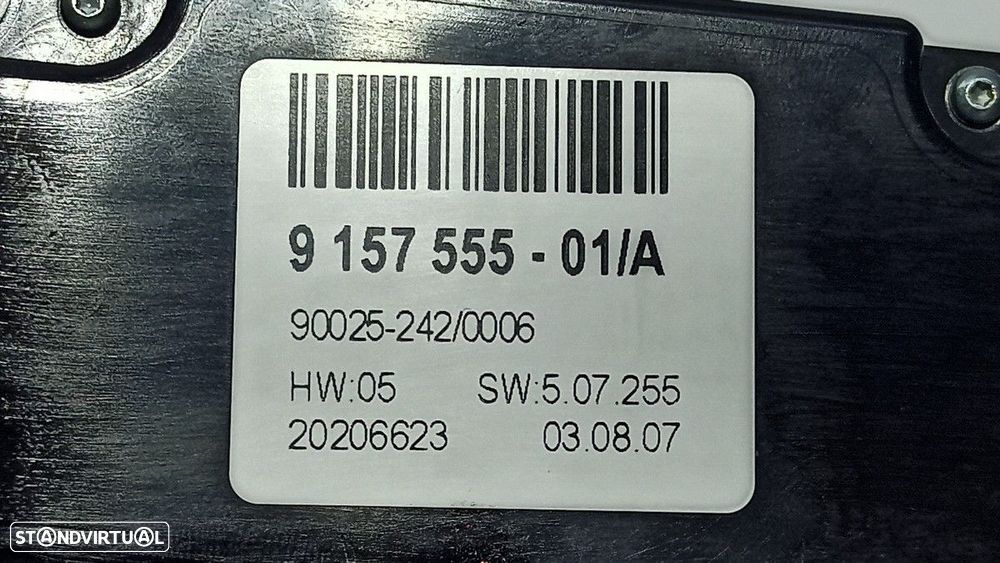 9 157 555 - 01/A
90025-242/0006
HW:05 SW:5.07.255
20206623 03.08.07
STANDVIRTUAL